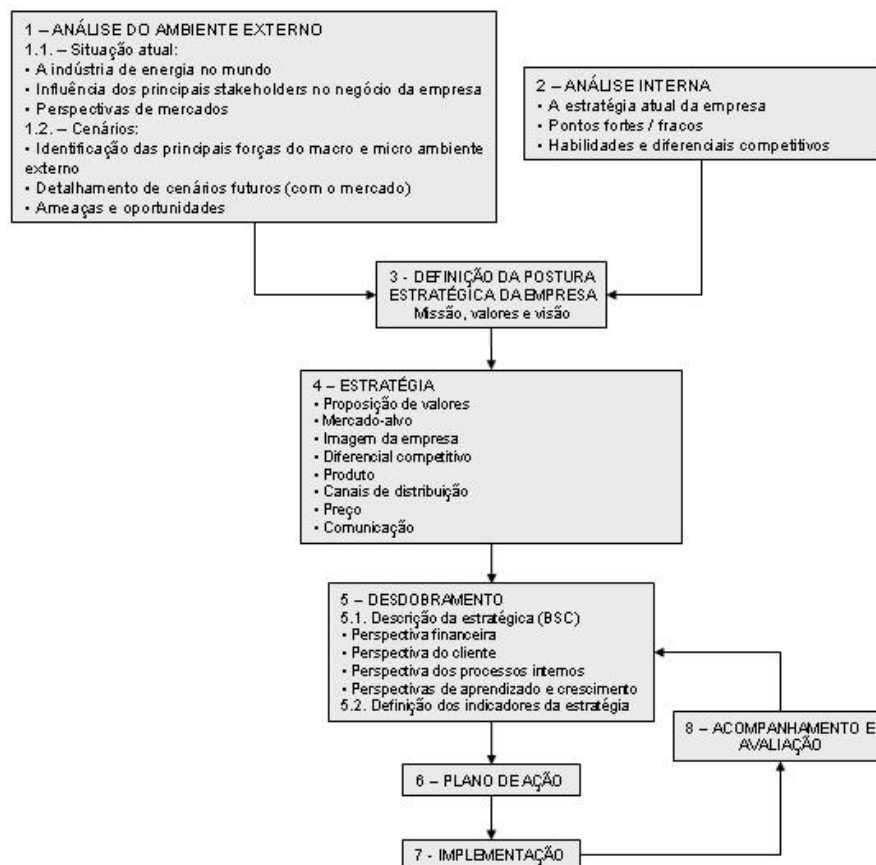 1 – ANÁLISE DO AMBIENTE EXTERNO
1.1. – Situação atual:
• A indústria de energia no mundo
• Influência dos principais stakeholders no negócio da empresa
• Perspectivas de mercados
1.2. – Cenários:
• Identificação das principais forças do macro e micro ambiente
externo
• Detalhamento de cenários futuros (com o mercado)
• Ameaças e oportunidades
2 – ANÁLISE INTERNA
• A estratégia atual da empresa
• Pontos fortes / fracos
• Habilidades e diferenciais competitivos
3 - DEFINIÇÃO DA POSTURA
ESTRATÉGICA DA EMPRESA
Missão, valores e visão
4 – ESTRATÉGIA
• Proposição de valores
• Mercado-alvo
• Imagem da empresa
• Diferencial competitivo
• Produto
• Canais de distribuição
• Preço
• Comunicação
5 – DESDOBRAMENTO
5.1. Descrição da estratégica (BSC)
• Perspectiva financeira
• Perspectiva do cliente
• Perspectiva dos processos internos
• Perspectivas de aprendizado e crescimento
5.2. Definição dos indicadores da estratégia
6 – PLANO DE AÇÃO
7 - IMPLEMENTAÇÃO
8 – ACOMPANHAMENTO E
AVALIAÇÃO